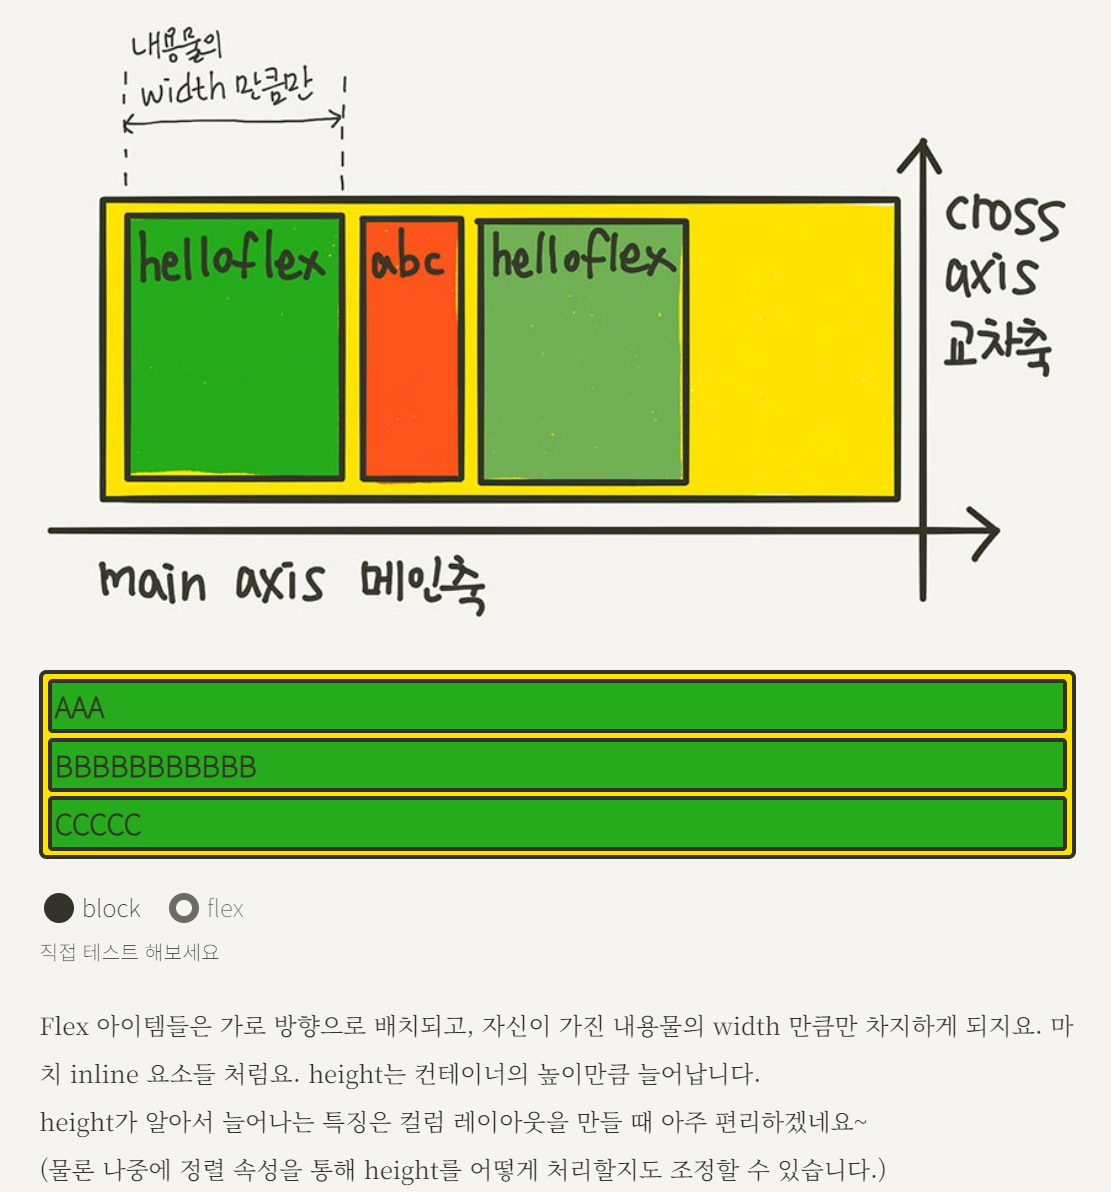 내용물의
width 만큼만
helloflex
abc
helloflex
cross
axis
교차축
main axis 메인축
AAA
BBBBBBBBBBB
CCCCC
block flex
직접 테스트 해보세요
Flex 아이템들은 가로 방향으로 배치되고, 자신이 가진 내용물의 width 만큼만 차지하게 되지요. 마
치 inline 요소들 처럼요. height는 컨테이너의 높이만큼 늘어납니다.
height가 알아서 늘어나는 특징은 컬럼 레이아웃을 만들 때 아주 편리하겠네요~
(물론 나중에 정렬 속성을 통해 height를 어떻게 처리할지도 조정할 수 있습니다.)